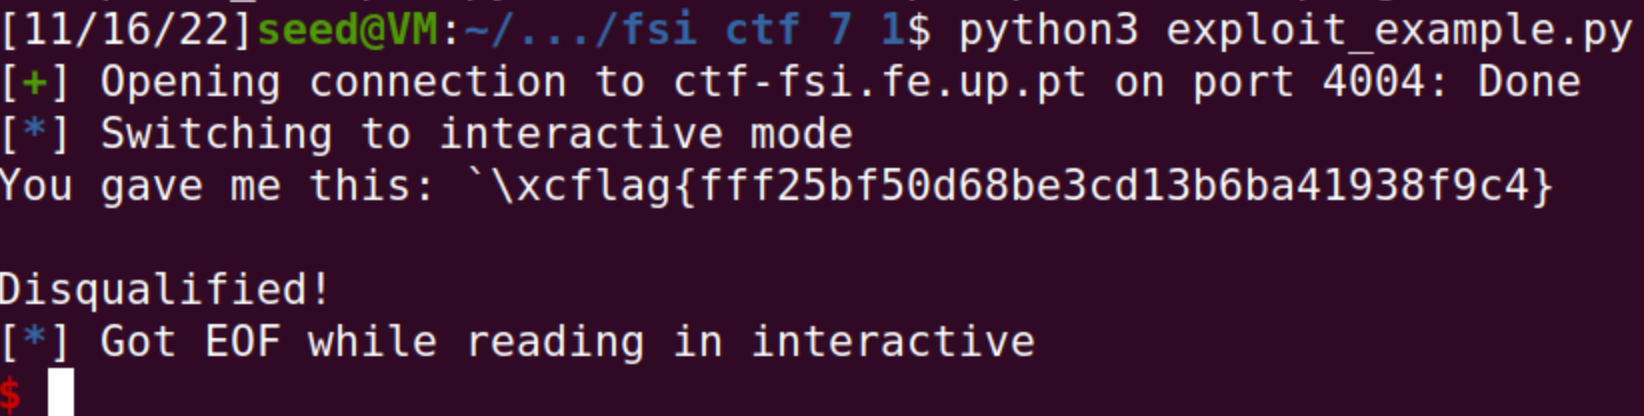 [11/16/22]seed@VM:~/.../fsi ctf 7 1$ python3 exploit_example.py
[+] Opening connection to ctf-fsi.fe.up.pt on port 4004: Done
[*] Switching to interactive mode
You gave me this: `\xcflag{fff25bf50d68be3cd13b6ba41938f9c4}
Disqualified!
[*] Got EOF while reading in interactive
$